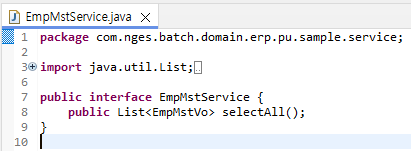 EmpMstService.java
1 package com.nges.batch.domain.erp.pu.sample.service;
2
3 import java.util.List;
6
7 public interface EmpMstService {
8 public List<EmpMstVo> selectAll();
9 }
10